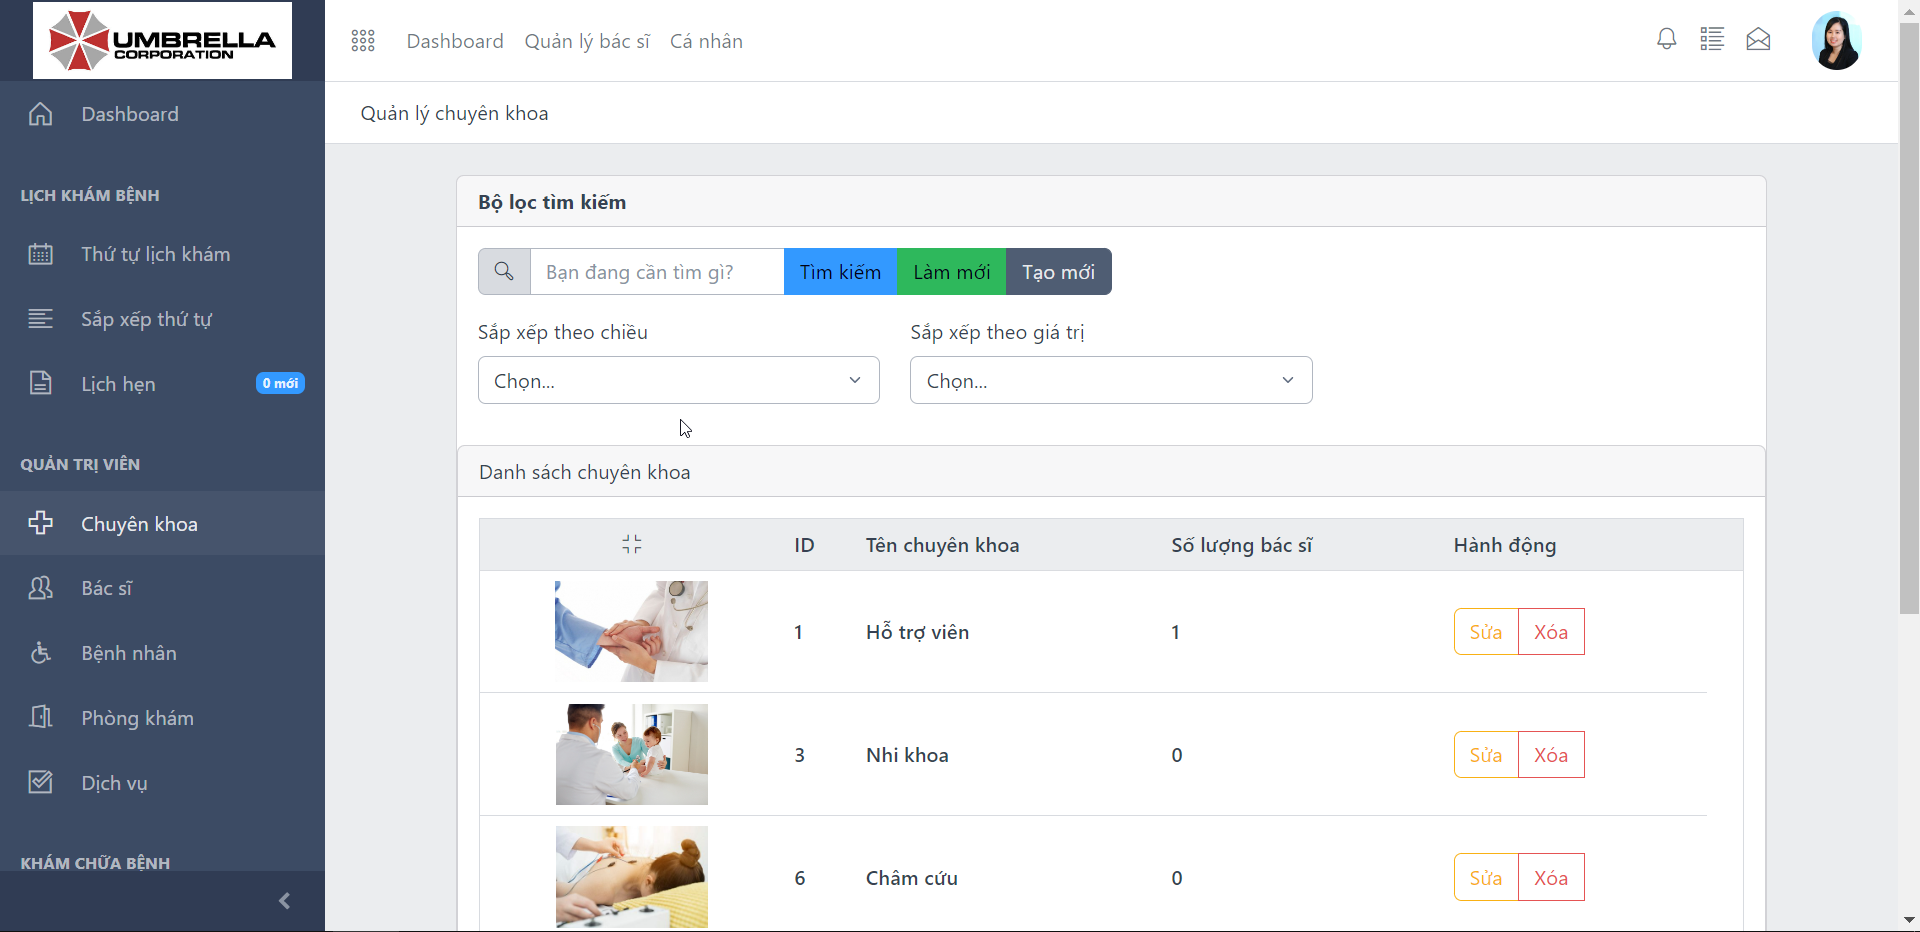 UMBRELLA
CORPORATION
Dashboard
LỊCH KHÁM BỆNH
Thứ tự lịch khám
Sắp xếp thứ tự
Lịch hẹn
0 mới
QUẢN TRỊ VIÊN
Chuyên khoa
Bác sĩ
Bệnh nhân
Phòng khám
Dịch vụ
KHÁM CHỮA BỆNH
Dashboard Quản lý bác sĩ Cá nhân
Quản lý chuyên khoa
Bộ lọc tìm kiếm
Bạn đang cần tìm gì? Tìm kiếm Làm mới Tạo mới
Sắp xếp theo chiều Sắp xếp theo giá trị
Chọn... Chọn...
Danh sách chuyên khoa
ID Tên chuyên khoa Số lượng bác sĩ Hành động
1 Hỗ trợ viên 1 Sửa Xóa
3 Nhi khoa 0 Sửa Xóa
6 Châm cứu 0 Sửa Xóa